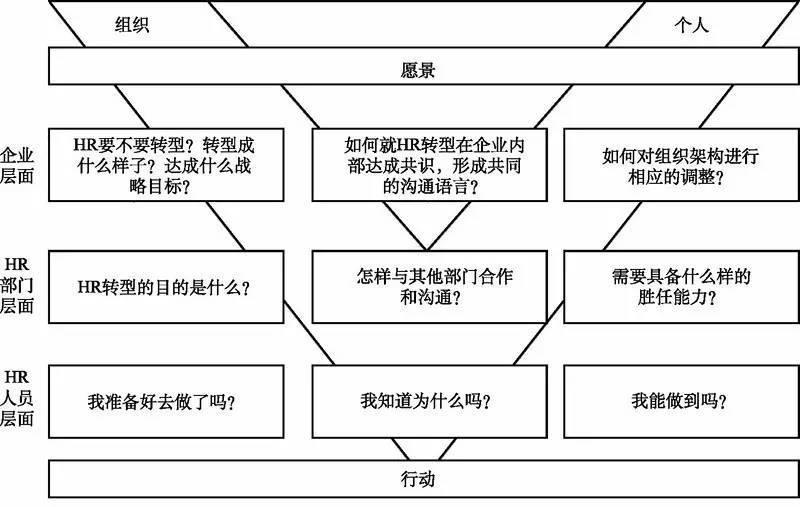 组织
个人
愿景
企业
层面
HR要不要转型？转型成
什么样子？达成什么战
略目标？
如何就HR转型在企业内
部达成共识，形成共同
的沟通语言？
如何对组织架构进行
相应的调整？
HR
部门
层面
HR转型的目的是什么？
怎样与其他部门合作
和沟通？
需要具备什么样的
胜任能力？
HR
人员
层面
我准备好去做了吗？
我知道为什么吗？
我能做到吗？
行动